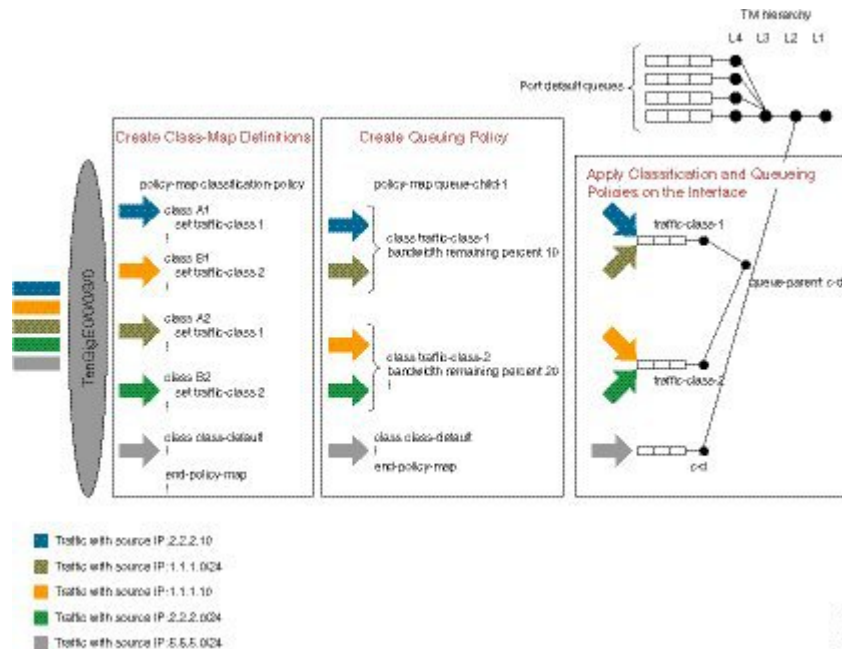 TM hierarchy
L4 L3 L2 L1
Port default queues
Create Class-Map Definitions
policy-map classification-policy
class A1
set traffic-class-1
!
class B1
set traffic-class-2
!
class A2
set traffic-class-1
!
class B2
set traffic-class-2
!
class class-default
!
end-policy-map
!
TenGigE0/0/0/0
Create Queuing Policy
policy-map queue-child-1
class traffic-class-1
bandwidth remaining percent 10
!
class traffic-class-2
bandwidth remaining percent 20
!
class class-default
!
end-policy-map
Apply Classification and Queueing
Policies on the Interface
traffic-class-1
queue-parent c-d
traffic-class-2
c-d
Traffic with source IP:2.2.2.10
Traffic with source IP:1.1.1.0/24
Traffic with source IP:1.1.1.10
Traffic with source IP:2.2.2.0/24
Traffic with source IP:5.5.5.0/24